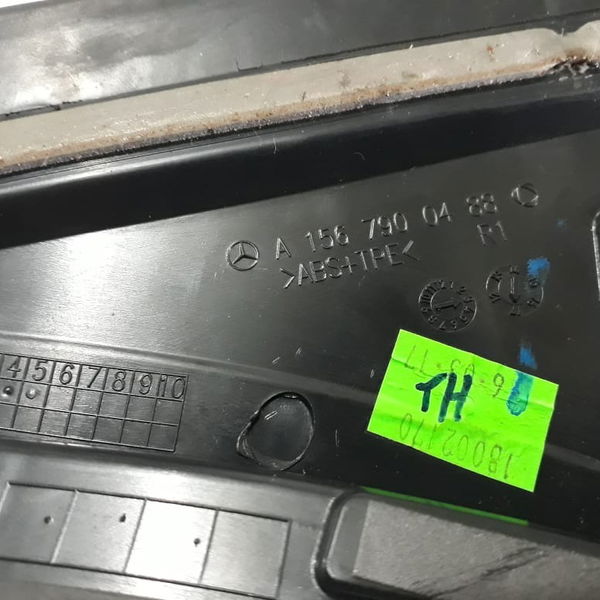 A 156 790 04 88
R1
>ABS+TPE<
TH
18002170
4 5 6 7 8 9 10